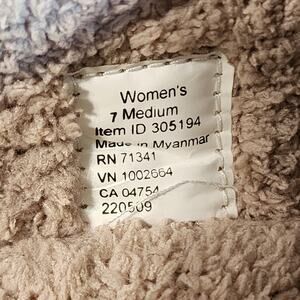 Women's
7 Medium
Item ID 305194
Made in Myanmar
RN 71341
VN 1002664
CA 04754
220509